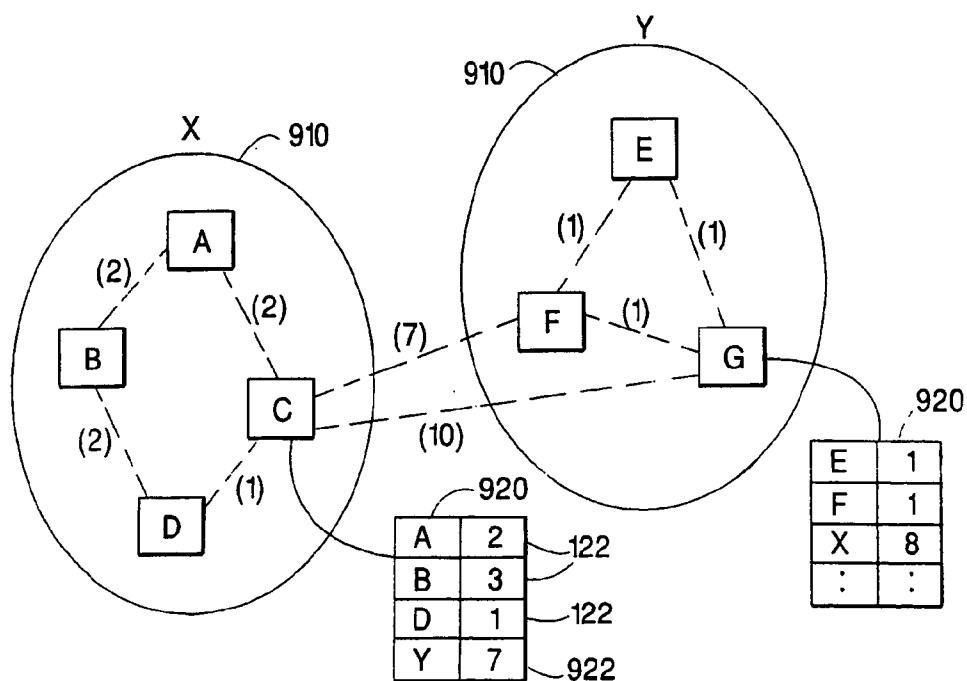 Y
910
X
910
E
A
(1)
(1)
(2)
(2)
F
(1)
B
(7)
G
C
(10)
(2)
(1)
D
920
A 2
B 3
D 1
Y 7
122
122
922
920
E 1
F 1
X 8
: :